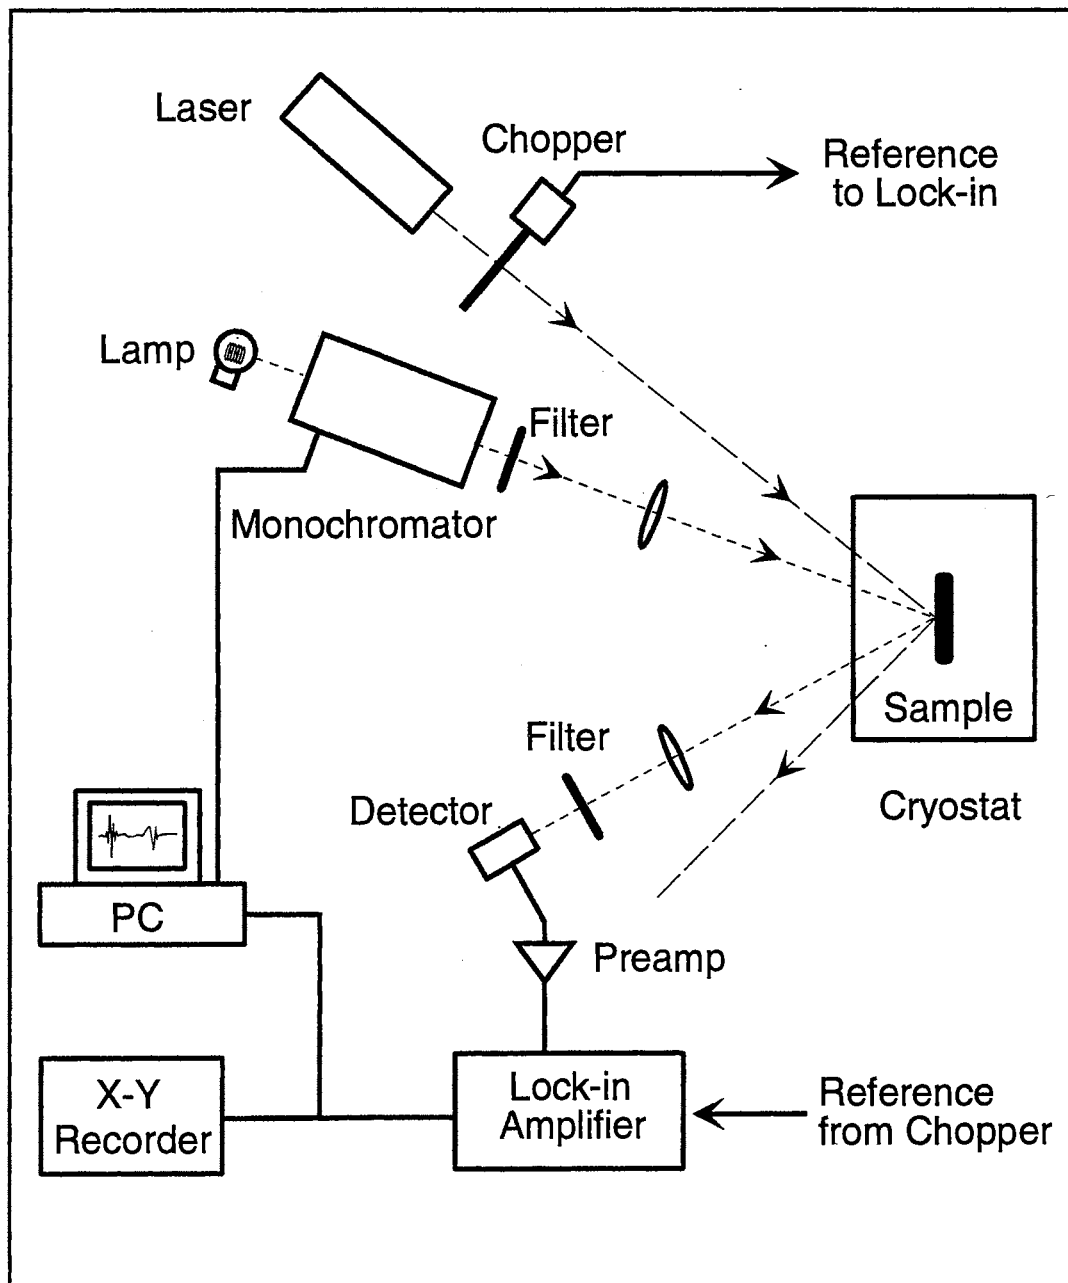 Laser
Chopper
Reference
to Lock-in
Lamp
Filter
Monochromator
Sample
Filter
Detector
Cryostat
PC
Preamp
X-Y
Recorder
Lock-in
Amplifier
Reference
from Chopper